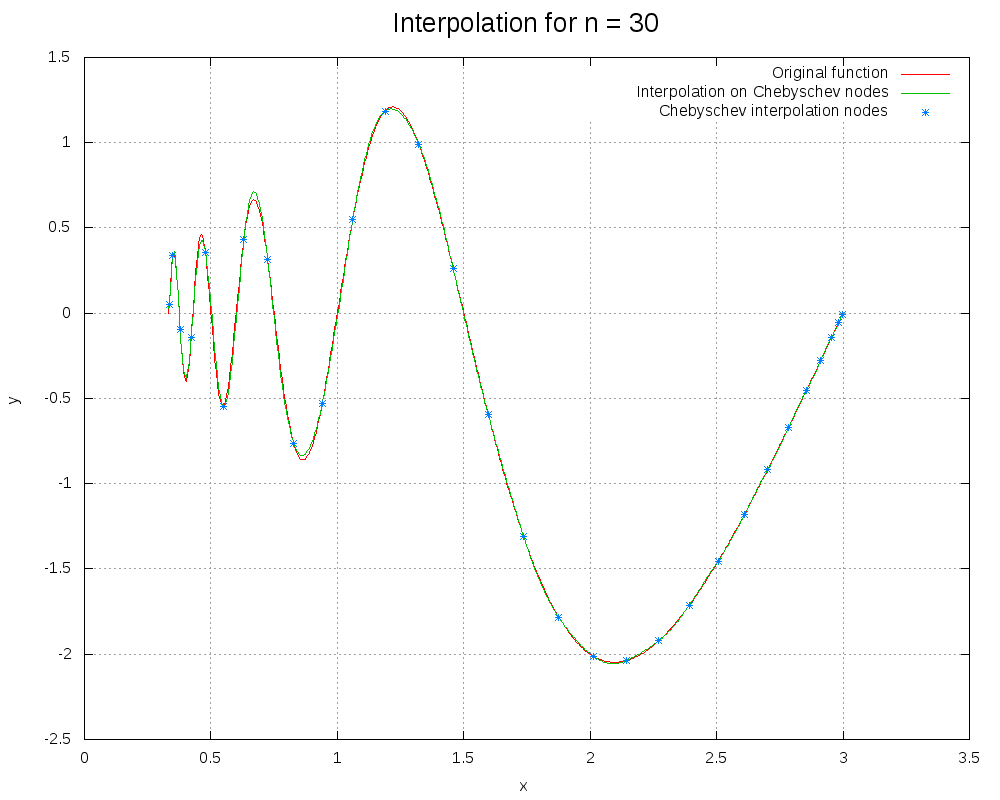 Interpolation for n = 30
1.5
Original function
Interpolation on Chebyschev nodes
Chebyschev interpolation nodes
1
0.5
0
-0.5
y
-1
-1.5
-2
-2.5
0 0.5 1 1.5 2 2.5 3 3.5
x